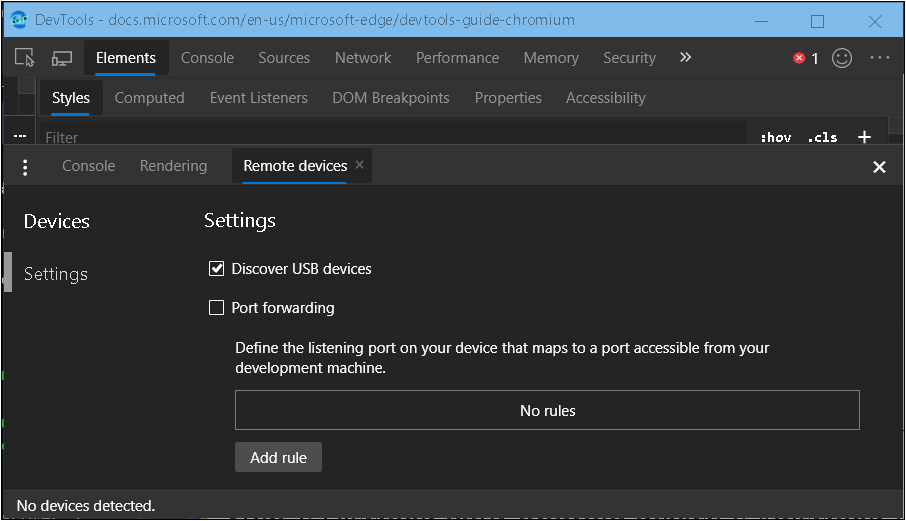 DevTools - docs.microsoft.com/en-us/microsoft-edge/devtools-guide-chromium
Elements Console Sources Network Performance Memory Security » 1 ···
Styles Computed Event Listeners DOM Breakpoints Properties Accessibility
Filter :hov .cls +
Console Rendering Remote devices ×
Devices
Settings
Settings
Discover USB devices
Port forwarding
Define the listening port on your device that maps to a port accessible from your
development machine.
No rules
Add rule
No devices detected.